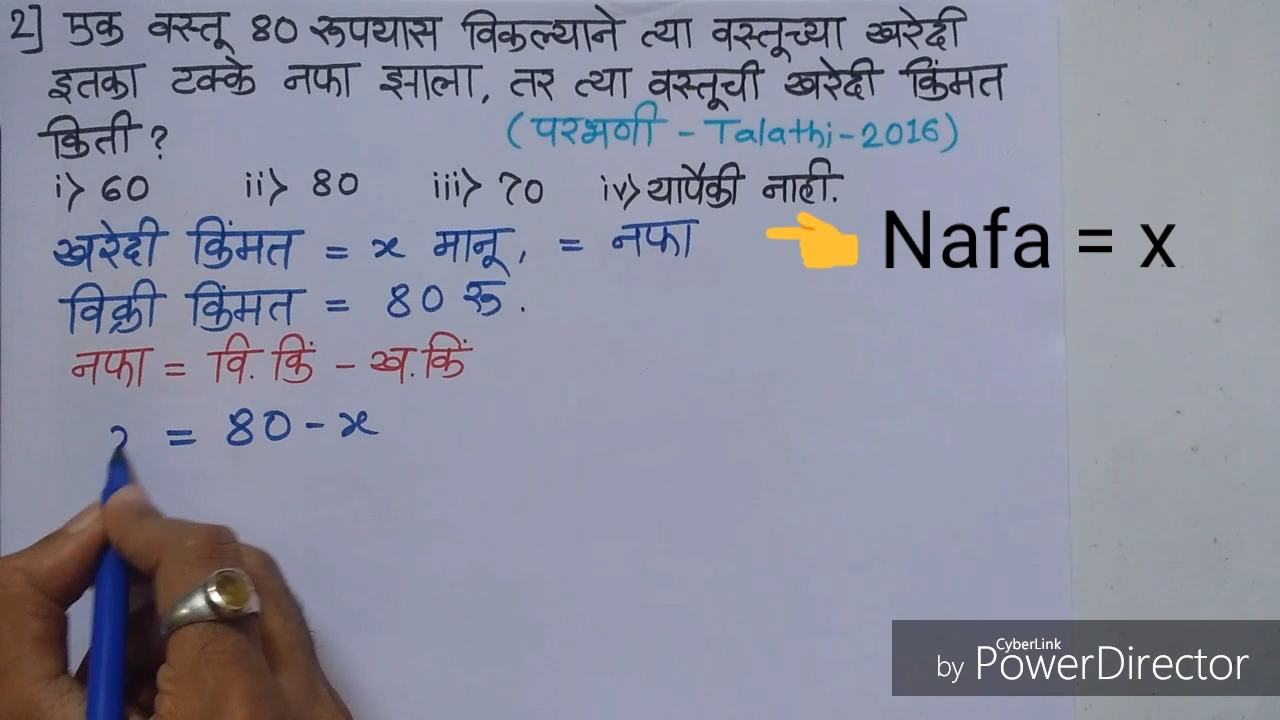 2] एक वस्तू 80 रूपयास विकल्याने त्या वस्तूच्या खरेदी
इतका टक्के नफा झाला, तर त्या वस्तूची खरेदी किंमत
किती ?
(परभणी - Talathi - 2016)
i> 60 ii> 80 iii> 70 iv> यापैकी नाही.
खरेदी किंमत = x मानू, = नफा
👈 Nafa = x
विक्री किंमत = 80 रू.
नफा = वि. किं - ख. किं
= 80 - x
by CyberLink PowerDirector